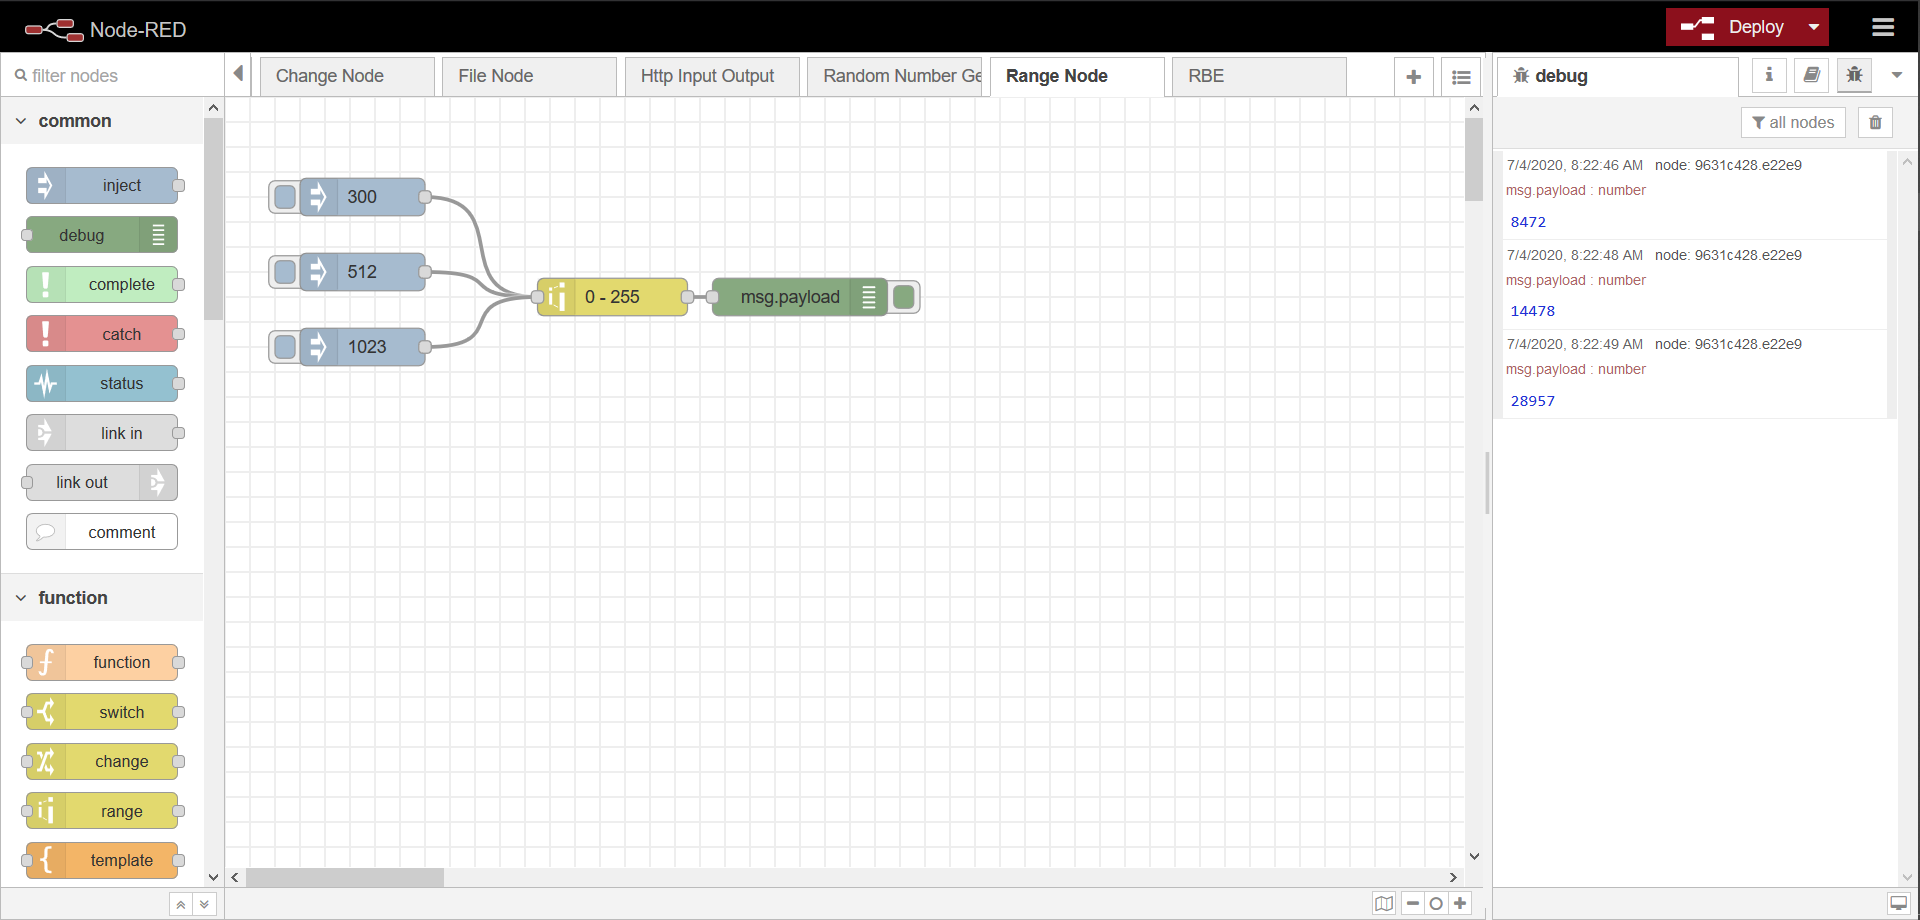 Node-RED
Deploy
filter nodes
Change Node
File Node
Http Input Output
Random Number Ge
Range Node
RBE
debug
all nodes
common
inject
debug
complete
catch
status
link in
link out
comment
function
function
switch
change
range
template
300
512
1023
0 - 255
msg.payload
7/4/2020, 8:22:46 AM node: 9631c428.e22e9
msg.payload : number
8472
7/4/2020, 8:22:48 AM node: 9631c428.e22e9
msg.payload : number
14478
7/4/2020, 8:22:49 AM node: 9631c428.e22e9
msg.payload : number
28957